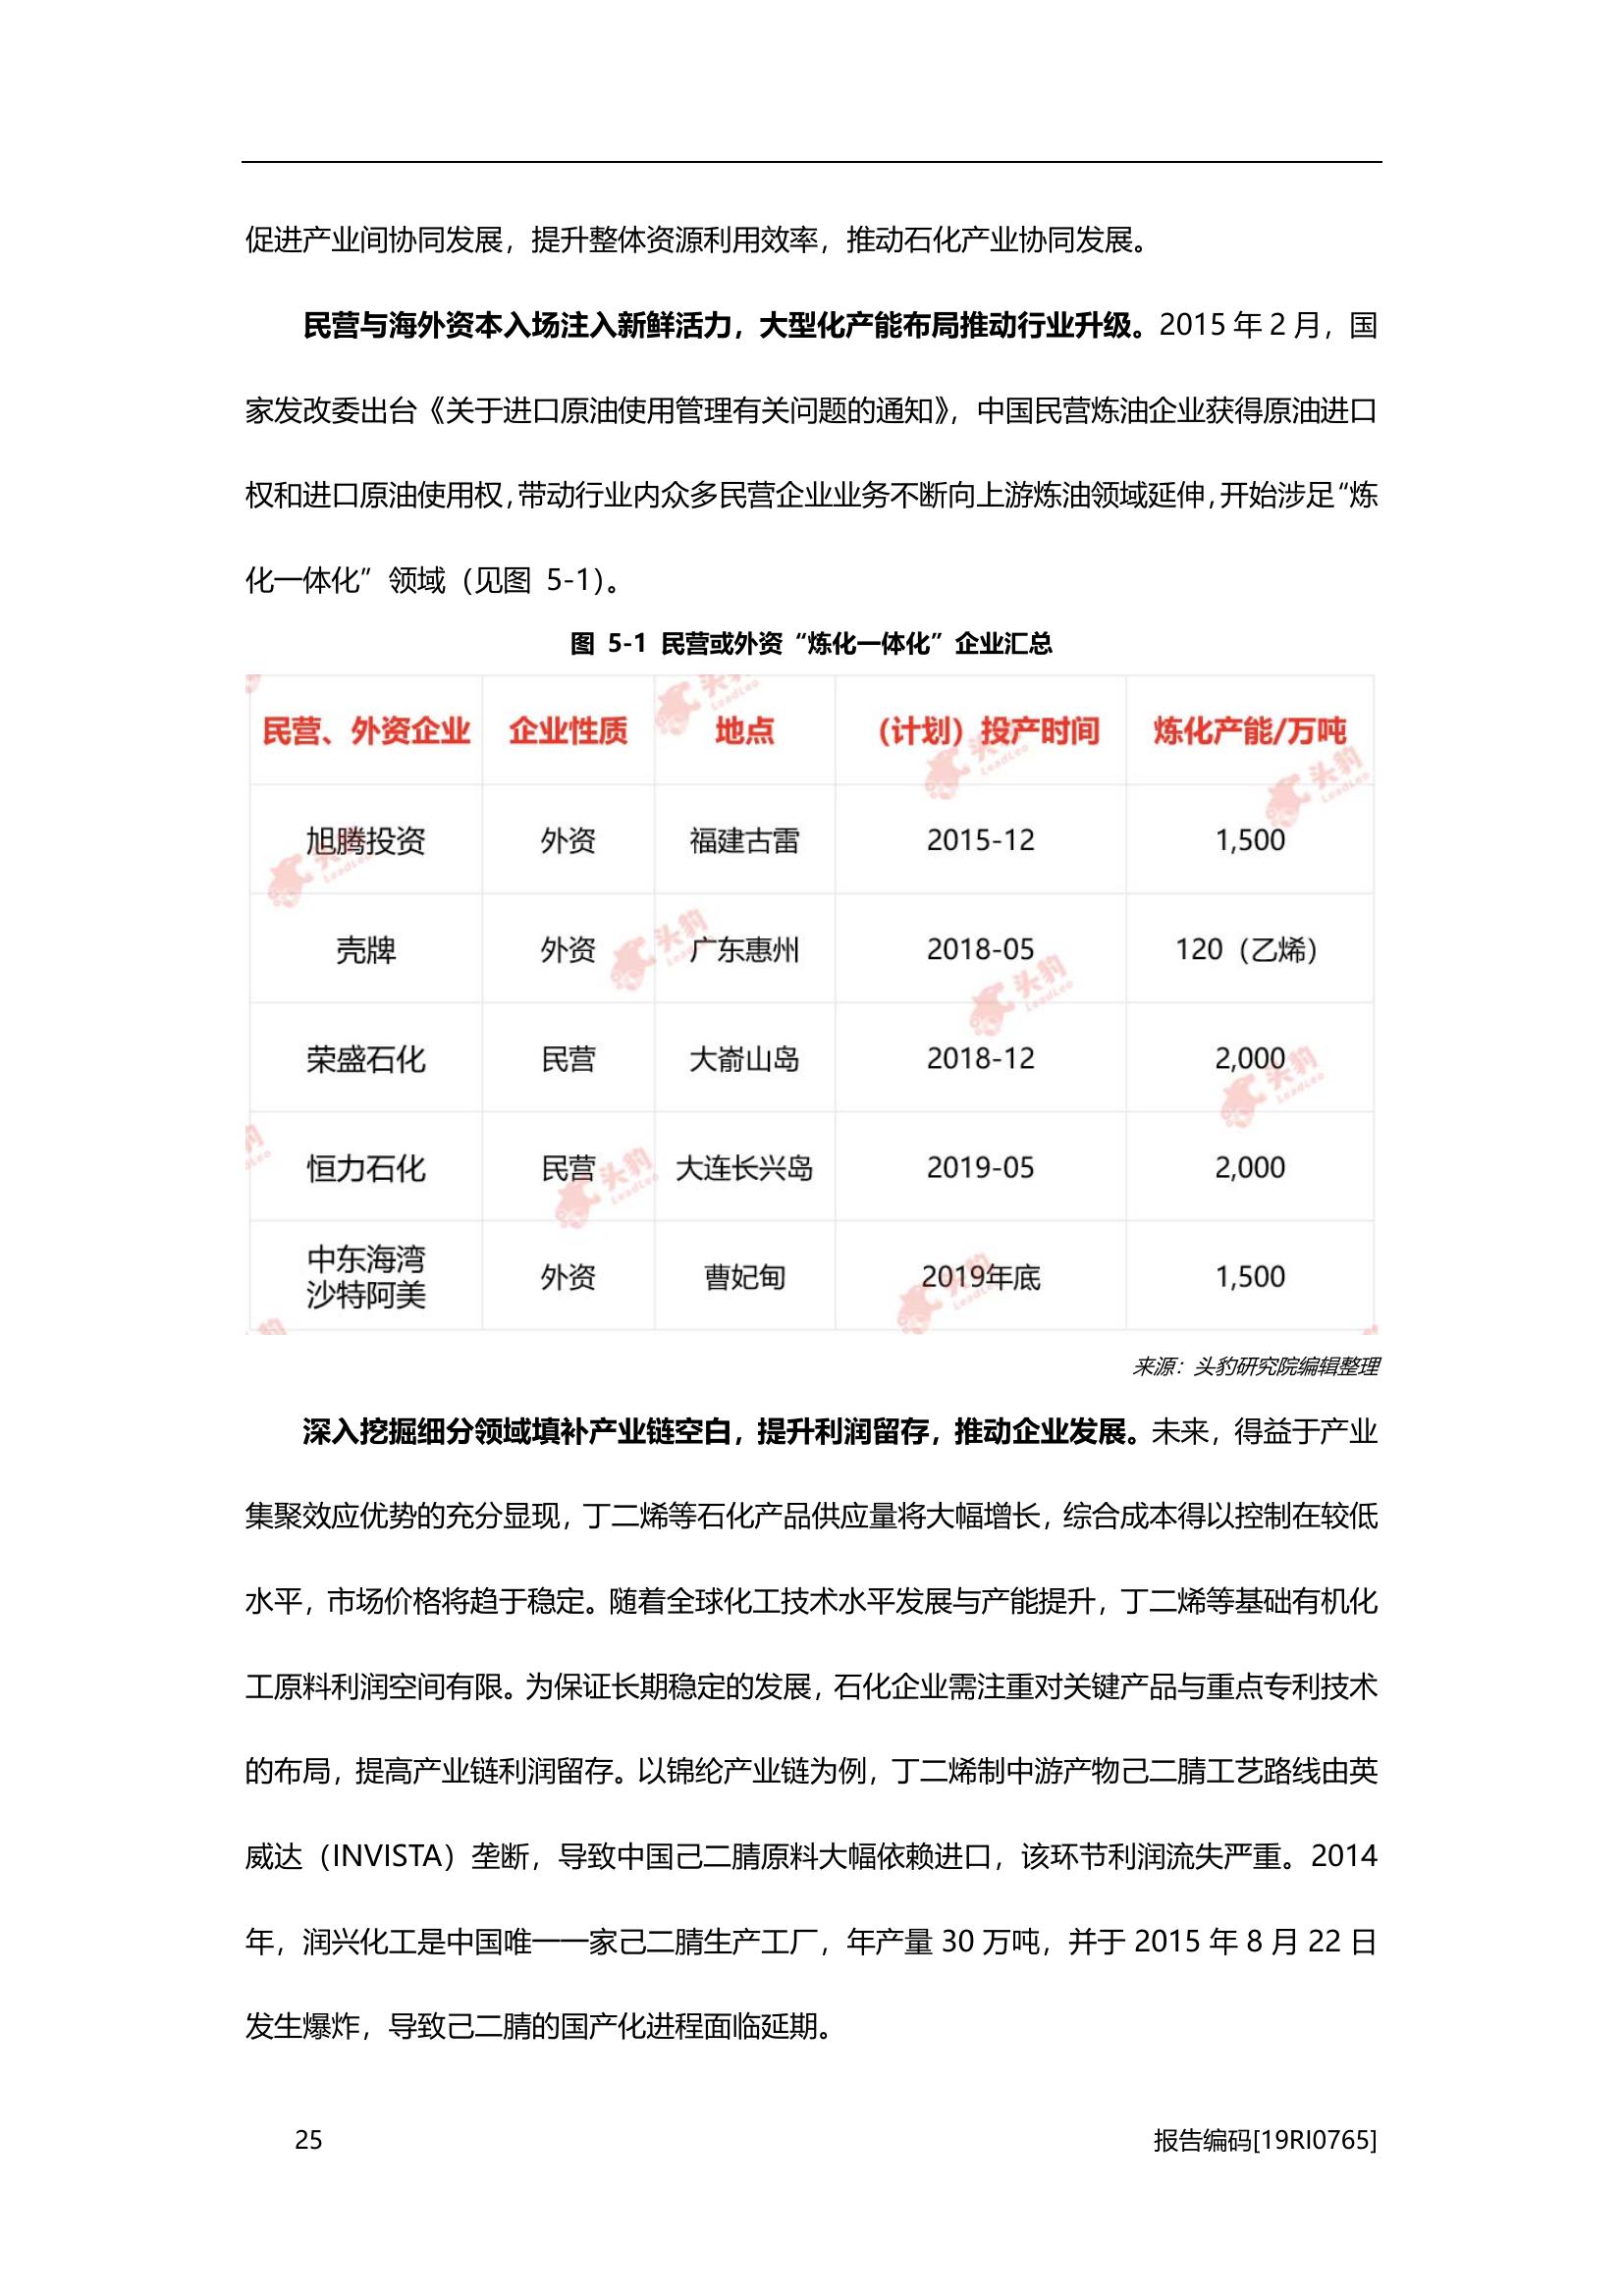 促进产业间协同发展，提升整体资源利用效率，推动石化产业协同发展。
民营与海外资本入场注入新鲜活力，大型化产能布局推动行业升级。2015 年 2 月，国
家发改委出台《关于进口原油使用管理有关问题的通知》，中国民营炼油企业获得原油进口
权和进口原油使用权，带动行业内众多民营企业业务不断向上游炼油领域延伸，开始涉足“炼
化一体化”领域（见图 5-1）。
图 5-1 民营或外资“炼化一体化”企业汇总
民营、外资企业 企业性质 地点 （计划）投产时间 炼化产能/万吨
旭腾投资 外资 福建古雷 2015-12 1,500
壳牌 外资 广东惠州 2018-05 120（乙烯）
荣盛石化 民营 大嵛山岛 2018-12 2,000
恒力石化 民营 大连长兴岛 2019-05 2,000
中东海湾
沙特阿美 外资 曹妃甸 2019年底 1,500
来源：头豹研究院编辑整理
深入挖掘细分领域填补产业链空白，提升利润留存，推动企业发展。未来，得益于产业
集聚效应优势的充分显现，丁二烯等石化产品供应量将大幅增长，综合成本得以控制在较低
水平，市场价格将趋于稳定。随着全球化工技术水平发展与产能提升，丁二烯等基础有机化
工原料利润空间有限。为保证长期稳定的发展，石化企业需注重对关键产品与重点专利技术
的布局，提高产业链利润留存。以锦纶产业链为例，丁二烯制中游产物己二腈工艺路线由英
威达（INVISTA）垄断，导致中国己二腈原料大幅依赖进口，该环节利润流失严重。2014
年，润兴化工是中国唯一一家己二腈生产工厂，年产量 30 万吨，并于 2015 年 8 月 22 日
发生爆炸，导致己二腈的国产化进程面临延期。
25 报告编码[19RI0765]